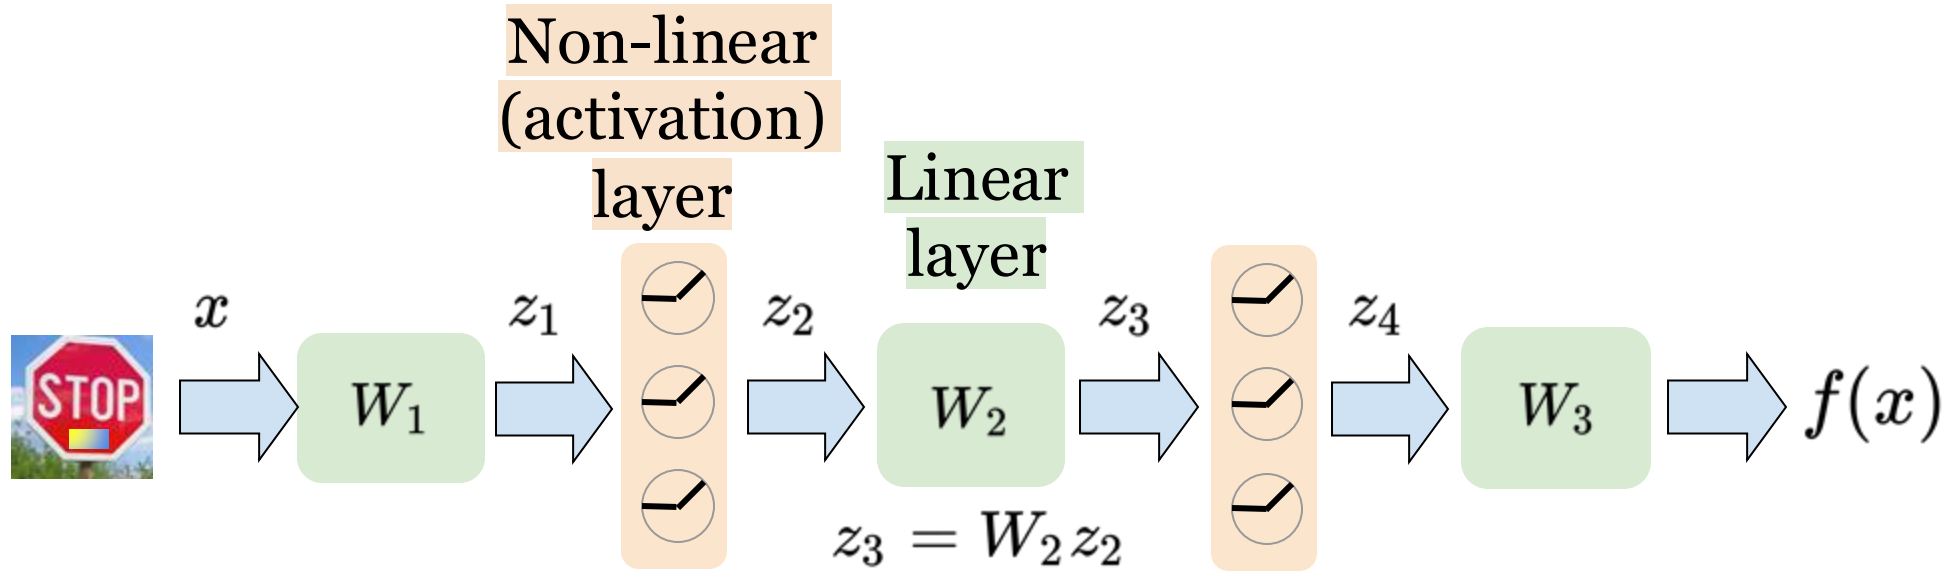 Non-linear
(activation)
layer
Linear
layer
x
z₁
z₂
z₃
z₄
STOP
W₁
W₂
W₃
f(x)
z₃ = W₂z₂